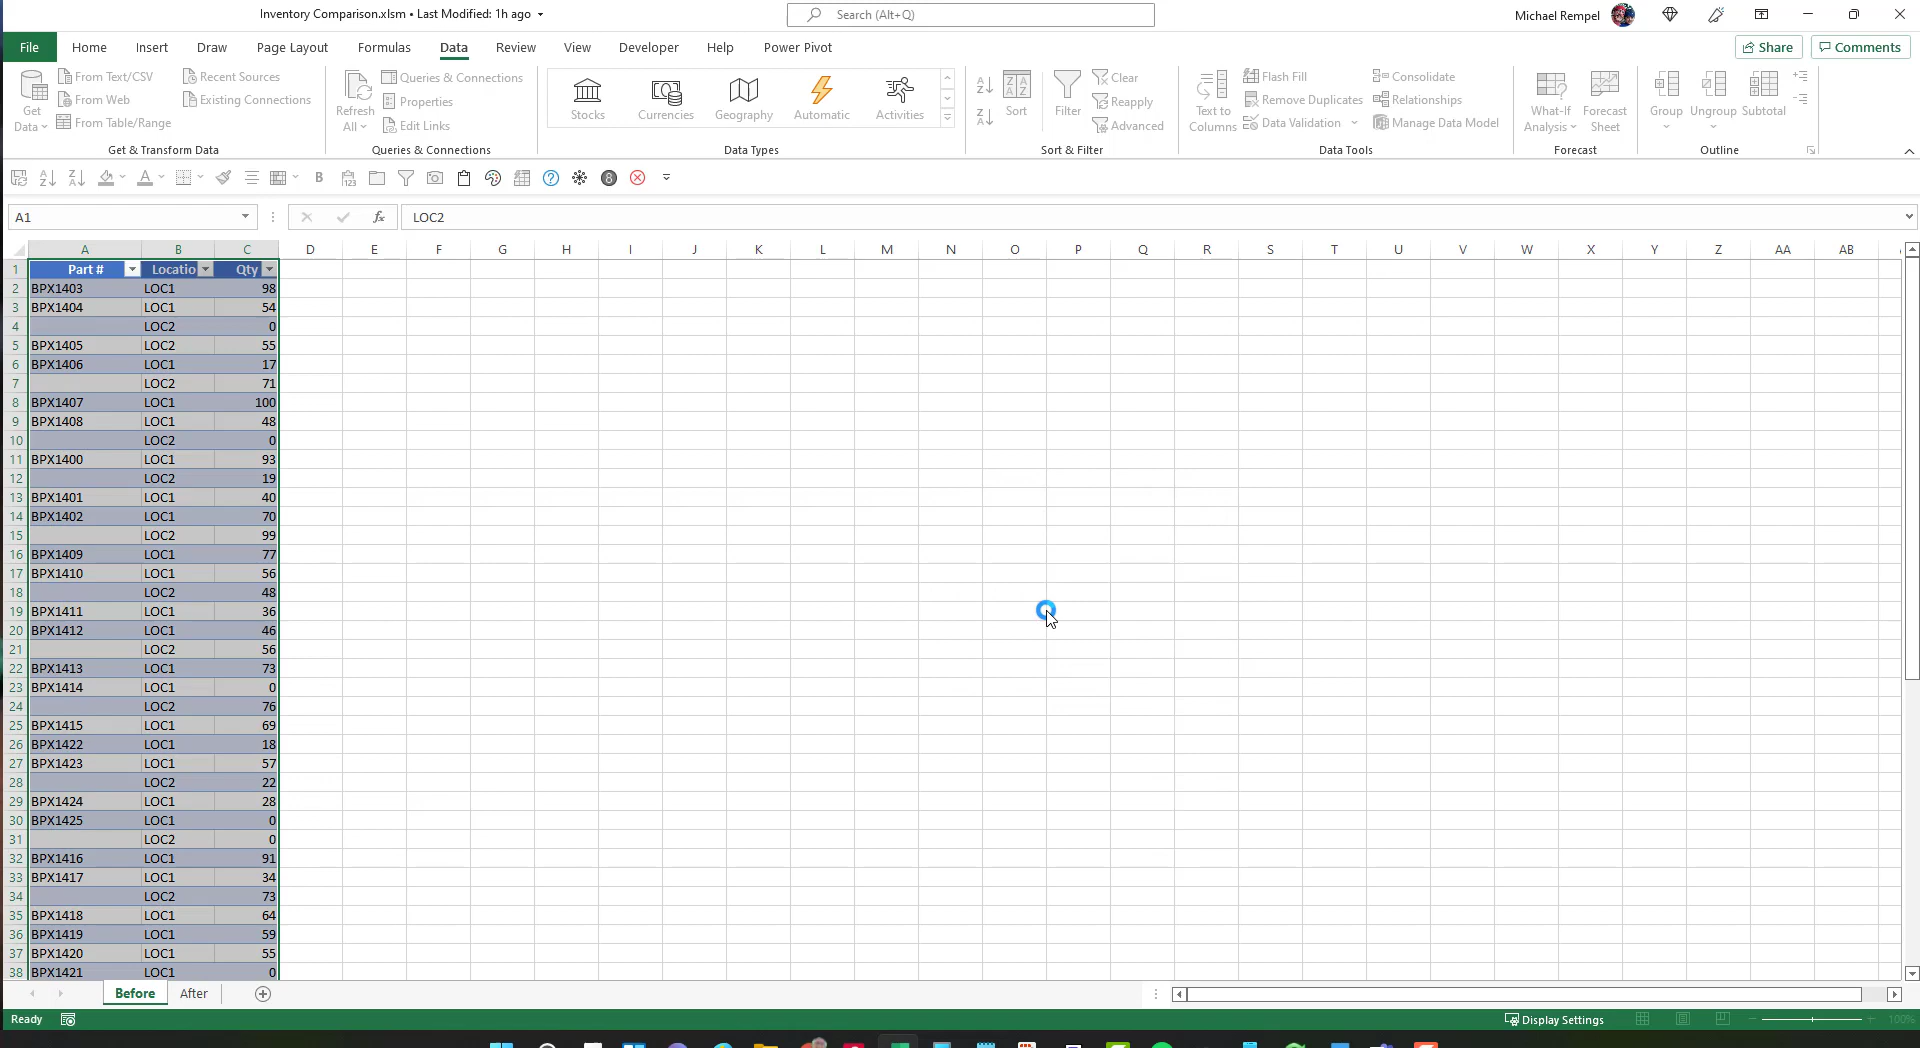 Inventory Comparison.xlsm • Last Modified: 1h ago
Search (Alt+Q)
Michael Rempel
File Home Insert Draw Page Layout Formulas Data Review View Developer Help Power Pivot
Share Comments
Get Data
From Text/CSV
From Web
From Table/Range
Recent Sources
Existing Connections
Get & Transform Data
Refresh All
Queries & Connections
Properties
Edit Links
Queries & Connections
Stocks Currencies Geography Automatic Activities
Data Types
Sort
Filter
Clear
Reapply
Advanced
Sort & Filter
Text to Columns
Flash Fill
Remove Duplicates
Data Validation
Consolidate
Relationships
Manage Data Model
Data Tools
What-If Analysis
Forecast Sheet
Forecast
Group Ungroup Subtotal
Outline
A1
fx
LOC2
A B C D E F G H I J K L M N O P Q R S T U V W X Y Z AA AB
1 Part # Locatio Qty
2 BPX1403 LOC1 98
3 BPX1404 LOC1 54
4 LOC2 0
5 BPX1405 LOC2 55
6 BPX1406 LOC1 17
7 LOC2 71
8 BPX1407 LOC1 100
9 BPX1408 LOC1 48
10 LOC2 0
11 BPX1400 LOC1 93
12 LOC2 19
13 BPX1401 LOC1 40
14 BPX1402 LOC1 70
15 LOC2 99
16 BPX1409 LOC1 77
17 BPX1410 LOC1 56
18 LOC2 48
19 BPX1411 LOC1 36
20 BPX1412 LOC1 46
21 LOC2 56
22 BPX1413 LOC1 73
23 BPX1414 LOC1 0
24 LOC2 76
25 BPX1415 LOC1 69
26 BPX1422 LOC1 18
27 BPX1423 LOC1 57
28 LOC2 22
29 BPX1424 LOC1 28
30 BPX1425 LOC1 0
31 LOC2 0
32 BPX1416 LOC1 91
33 BPX1417 LOC1 34
34 LOC2 73
35 BPX1418 LOC1 64
36 BPX1419 LOC1 59
37 BPX1420 LOC1 55
38 BPX1421 LOC1 0
Before After
Ready
Display Settings
100%